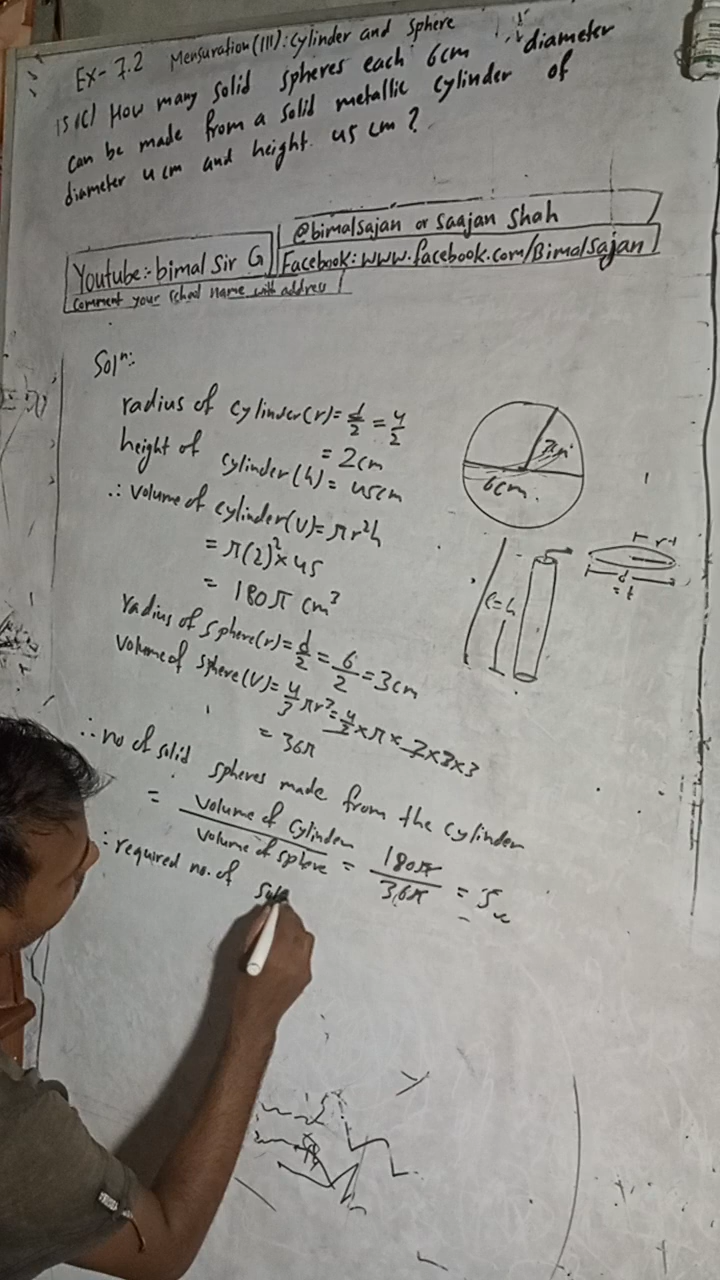 Ex- 7.2 Mensuration(III): Cylinder and Sphere
15 (c) How many solid spheres each 6cm in diameter
can be made from a solid metallic cylinder of
diameter 4 cm and height 45 cm?
Youtube:- bimal Sir G
@bimalsajan or Saajan Shah
Facebook: www.facebook.com/Bimalsajan
comment your school name with address
Solⁿ:
radius of cylinder(r) = d/2 = 4/2
= 2cm
height of cylinder(h) = 45cm
∴ volume of cylinder(V) = πr²h
= π(2)² × 45
= 180π cm³
radius of sphere(r) = d/2 = 6/2 = 3cm
volume of sphere(V) = 4/3 πr³ = 4/3 × π × 3×3×3
= 36π
∴ no of solid spheres made from the cylinder
= volume of cylinder / volume of sphere = 180π / 36π = 5
∴ required no. of
3cm
6cm.
r
d
l=h